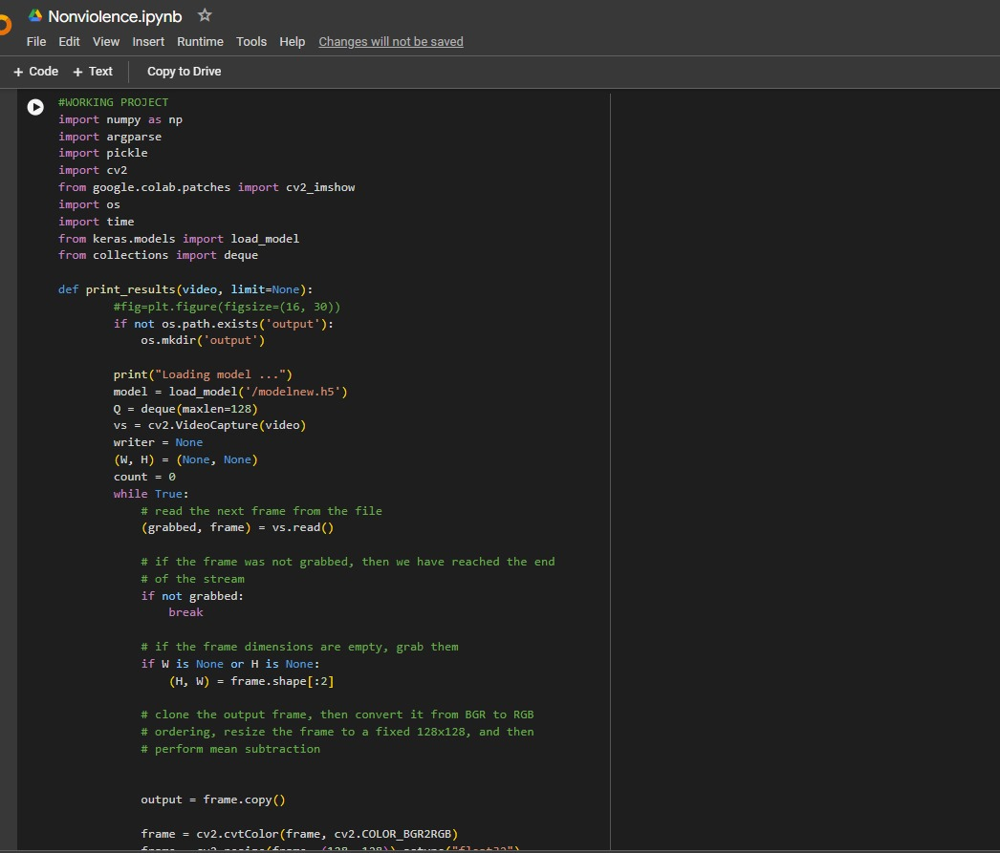 Nonviolence.ipynb
File Edit View Insert Runtime Tools Help Changes will not be saved
+ Code + Text Copy to Drive
#WORKING PROJECT
import numpy as np
import argparse
import pickle
import cv2
from google.colab.patches import cv2_imshow
import os
import time
from keras.models import load_model
from collections import deque
def print_results(video, limit=None):
#fig=plt.figure(figsize=(16, 30))
if not os.path.exists('output'):
os.mkdir('output')
print("Loading model ...")
model = load_model('/modelnew.h5')
Q = deque(maxlen=128)
vs = cv2.VideoCapture(video)
writer = None
(W, H) = (None, None)
count = 0
while True:
# read the next frame from the file
(grabbed, frame) = vs.read()
# if the frame was not grabbed, then we have reached the end
# of the stream
if not grabbed:
break
# if the frame dimensions are empty, grab them
if W is None or H is None:
(H, W) = frame.shape[:2]
# clone the output frame, then convert it from BGR to RGB
# ordering, resize the frame to a fixed 128x128, and then
# perform mean subtraction
output = frame.copy()
frame = cv2.cvtColor(frame, cv2.COLOR_BGR2RGB)
frame = cv2.resize(frame, (128, 128)).astype("float32")